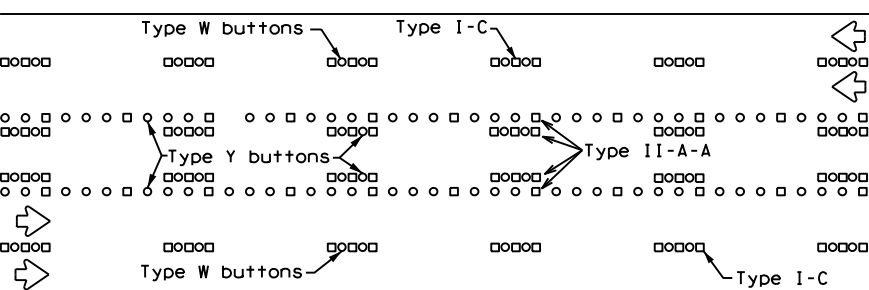 Type W buttons
Type I-C
Type Y buttons
Type II-A-A
Type W buttons
Type I-C